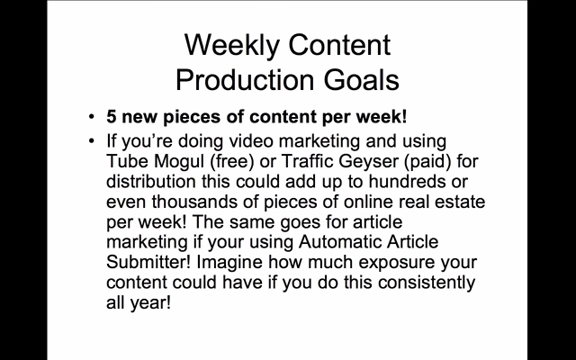 Weekly Content
Production Goals
• 5 new pieces of content per week!
• If you're doing video marketing and using
Tube Mogul (free) or Traffic Geyser (paid) for
distribution this could add up to hundreds or
even thousands of pieces of online real estate
per week! The same goes for article
marketing if your using Automatic Article
Submitter! Imagine how much exposure your
content could have if you do this consistently
all year!